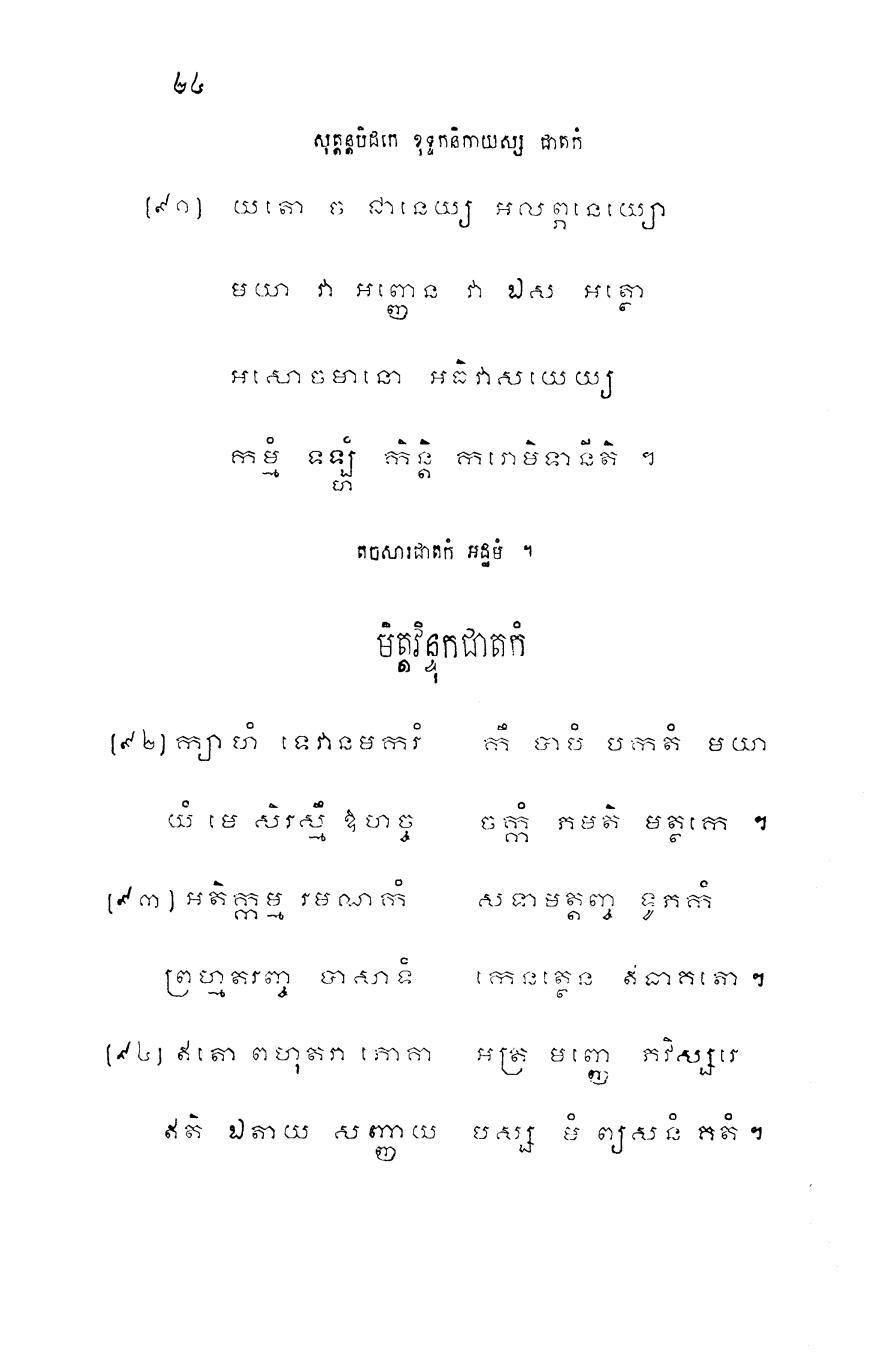 ២៤
សុត្តន្តបិដកេ ខុទ្ទកនិកាយស្ស ជាតកំ
(៩១) យតោ ច ជានេយ្យ អលព្ភនេយ្យោ
មយា វា អញ្ញេន វា ឯស អត្ថោ
អសោចមានោ អធិវាសយេយ្យ
កម្មំ ទឡ្ហំ កិន្តិ ករោមិទានីតិ ។
តចសារជាតកំ អដ្ឋមំ ។
មិត្តវិន្ទុកជាតកំ
(៩២) ក្យាហំ ទេវានមករំ កឹ បាបំ បកតំ មយា
យំ មេ សិរស្មឹ ឱហច្ច ចក្កំ ភមតិ មត្ថកេ ។
(៩៣) អតិក្កម្ម រមណកំ សទាមត្តញ្ច ទូភកំ
ព្រហ្មតរញ្ច បាសាទំ កេនត្ថេន ឥធាគតោ ។
(៩៤) ឥតោ ពហុតរា ភោគា អត្រ មញ្ញេ ភវិស្សរេ
ឥតិ ឯតាយ សញ្ញាយ បស្ស មំ ព្យសនំ គតំ ។